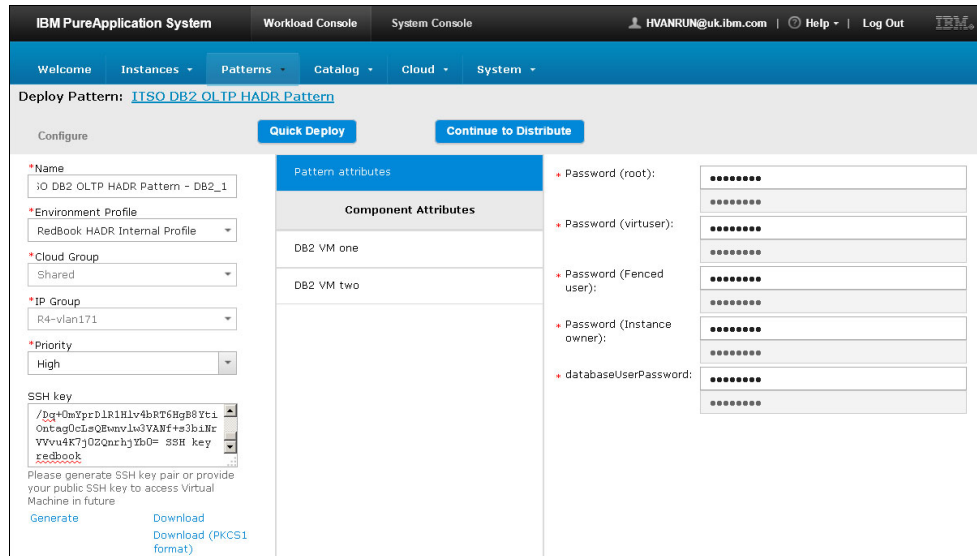 IBM PureApplication System
Workload Console
System Console
HVANRUN@uk.ibm.com | Help | Log Out
IBM
Welcome
Instances
Patterns
Catalog
Cloud
System
Deploy Pattern: ITSO DB2 OLTP HADR Pattern
Configure
Quick Deploy
Continue to Distribute
*Name
SO DB2 OLTP HADR Pattern - DB2_1
*Environment Profile
RedBook HADR Internal Profile
*Cloud Group
Shared
*IP Group
R4-vlan171
*Priority
High
SSH key
/Dq+OmYprDlR1Hlv4bRT6HgB8Yti
OntagOcLsQEwnvlw3VANf+s3biNr
VVvu4K7jOZQnrhjYbO= SSH key
redbook
Please generate SSH key pair or provide
your public SSH key to access Virtual
Machine in future
Generate
Download
Download (PKCS1
format)
Pattern attributes
Component Attributes
DB2 VM one
DB2 VM two
* Password (root):
●●●●●●●●
●●●●●●●●
* Password (virtuser):
●●●●●●●●
●●●●●●●●
* Password (Fenced
user):
●●●●●●●●
●●●●●●●●
* Password (Instance
owner):
●●●●●●●●
●●●●●●●●
* databaseUserPassword:
●●●●●●●●
●●●●●●●●